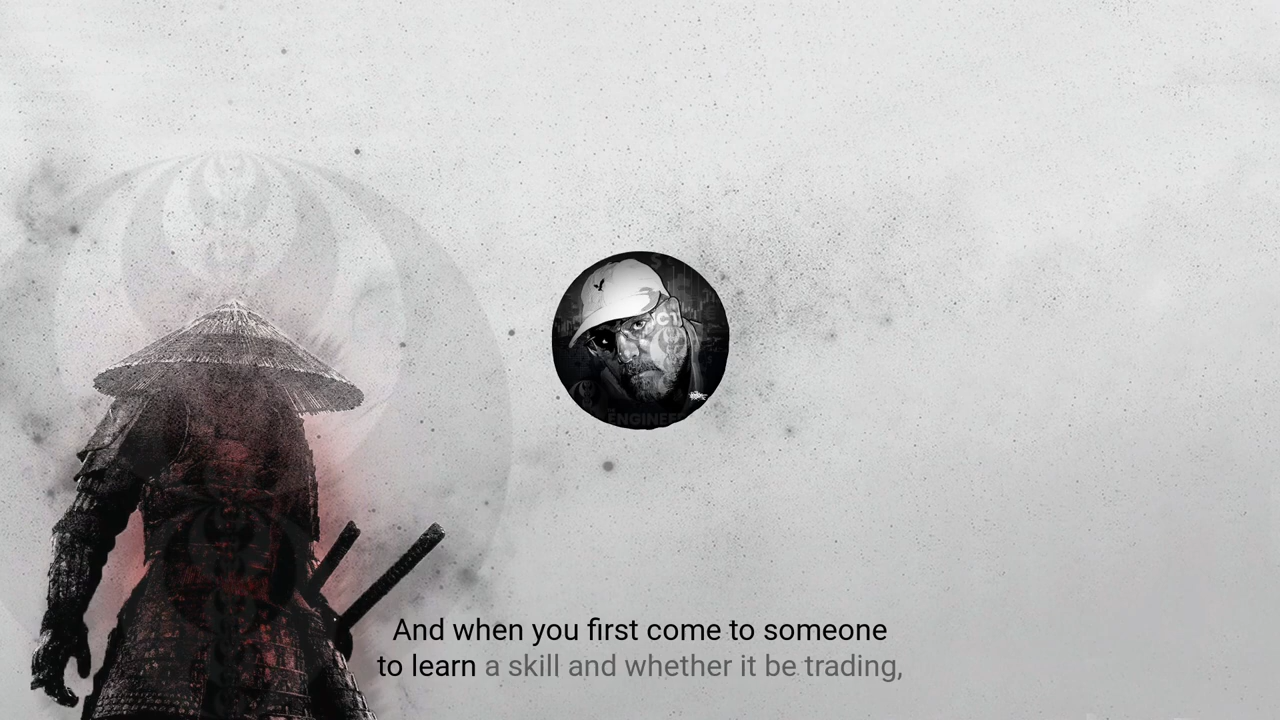 And when you first come to someone
to learn a skill and whether it be trading,